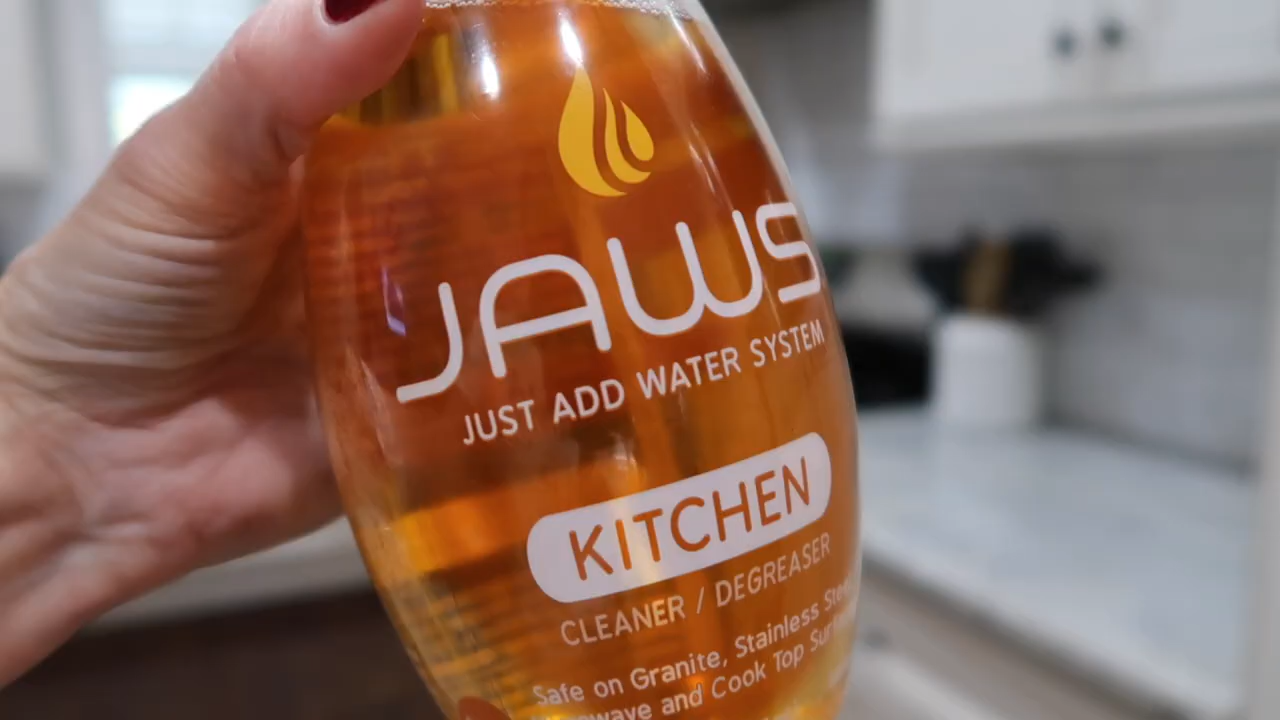 JAWS
JUST ADD WATER SYSTEM
KITCHEN
CLEANER / DEGREASER
Safe on Granite, Stainless
and Cook Top